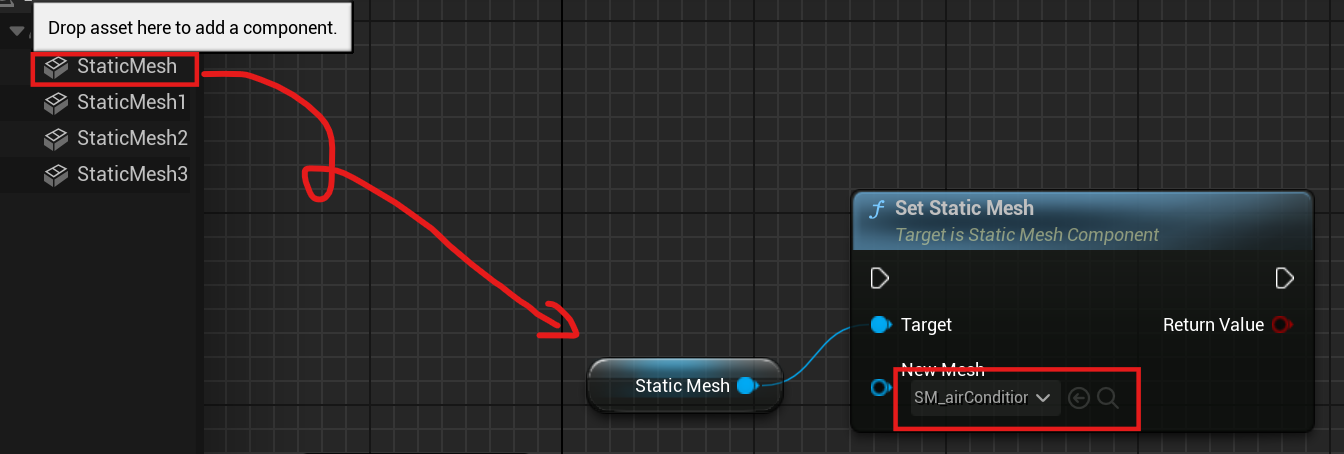 Drop asset here to add a component.
StaticMesh
StaticMesh1
StaticMesh2
StaticMesh3
f Set Static Mesh
Target is Static Mesh Component
Target
Return Value
New Mesh
SM_airConditior
Static Mesh